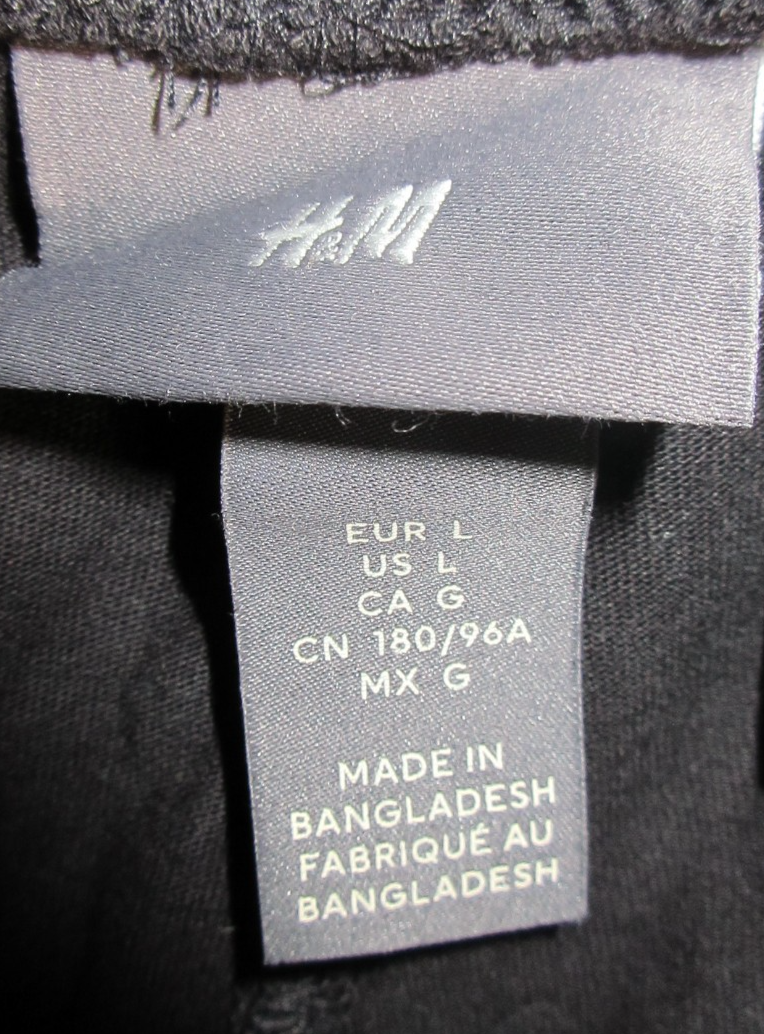 H&M
EUR L
US L
CA G
CN 180/96A
MX G
MADE IN
BANGLADESH
FABRIQUÉ AU
BANGLADESH